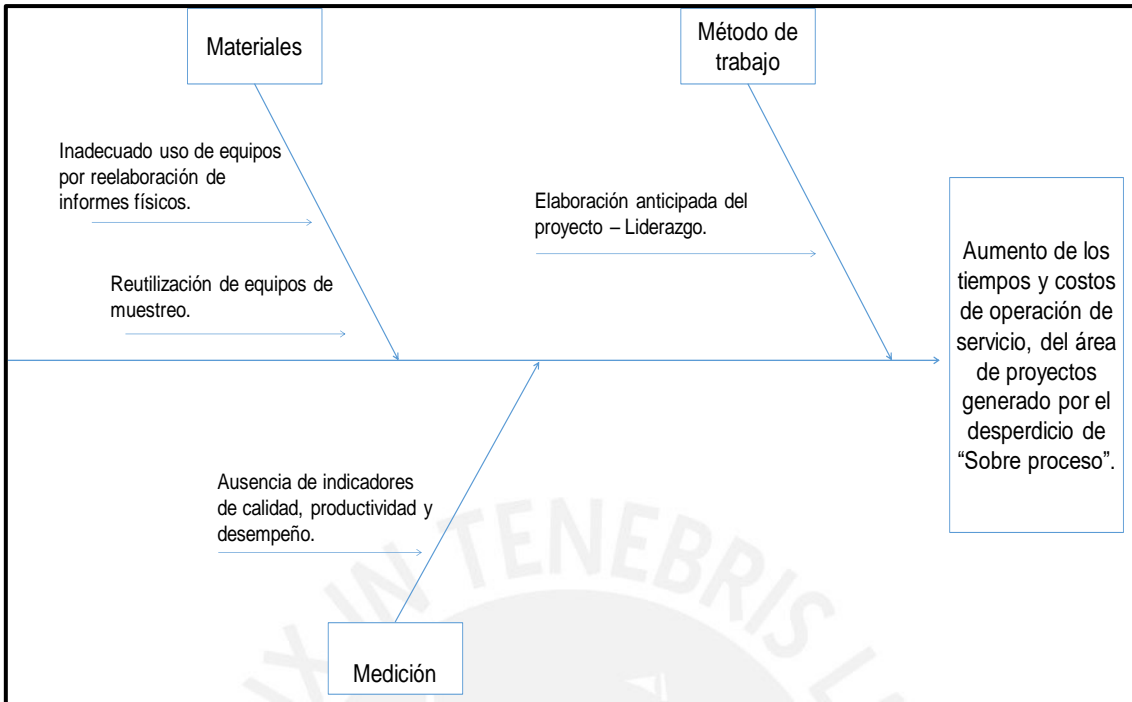 Materiales
Método de
trabajo
Inadecuado uso de equipos
por reelaboración de
informes físicos.
Elaboración anticipada del
proyecto – Liderazgo.
Reutilización de equipos de
muestreo.
Aumento de los
tiempos y costos
de operación de
servicio, del área
de proyectos
generado por el
desperdicio de
“Sobre proceso”.
Ausencia de indicadores
de calidad, productividad y
desempeño.
Medición
TENEBRIS